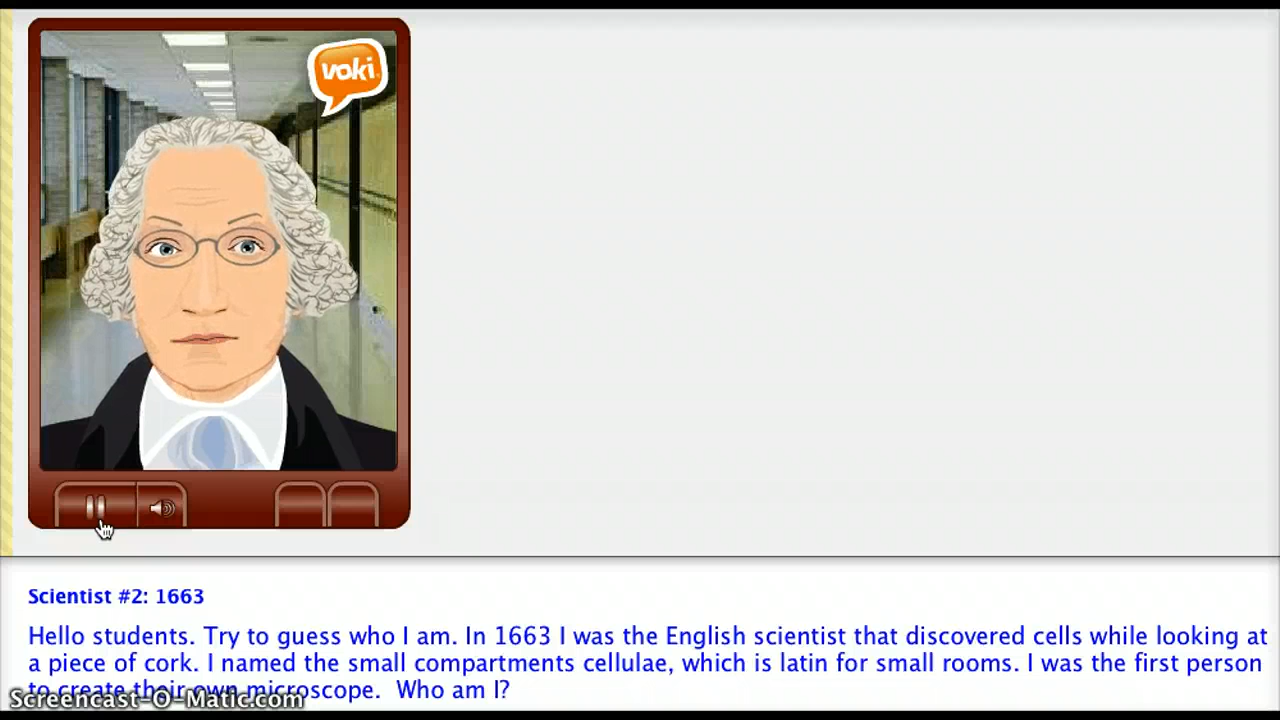 voki
Scientist #2: 1663
Hello students. Try to guess who I am. In 1663 I was the English scientist that discovered cells while looking at
a piece of cork. I named the small compartments cellulae, which is latin for small rooms. I was the first person
to create their own microscope. Who am I?
Screencast-O-Matic.com